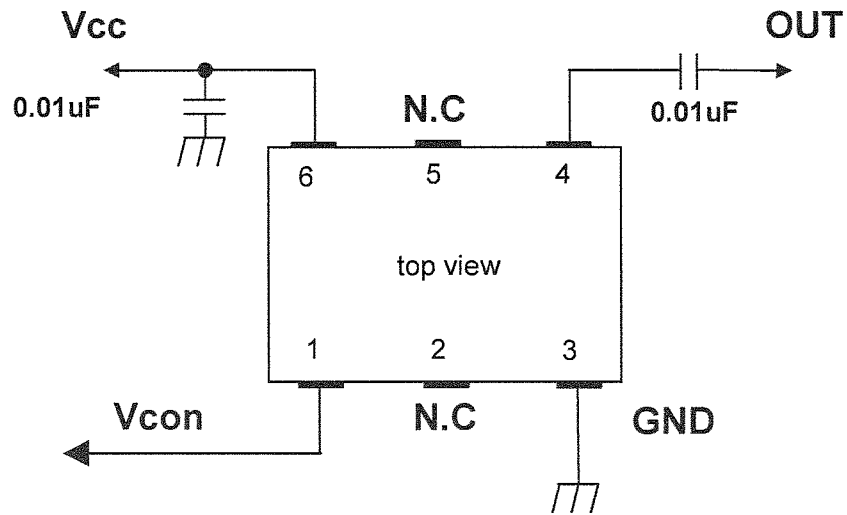 Vcc OUT
0.01uF N.C 0.01uF
6 5 4
top view
1 2 3
Vcon N.C GND